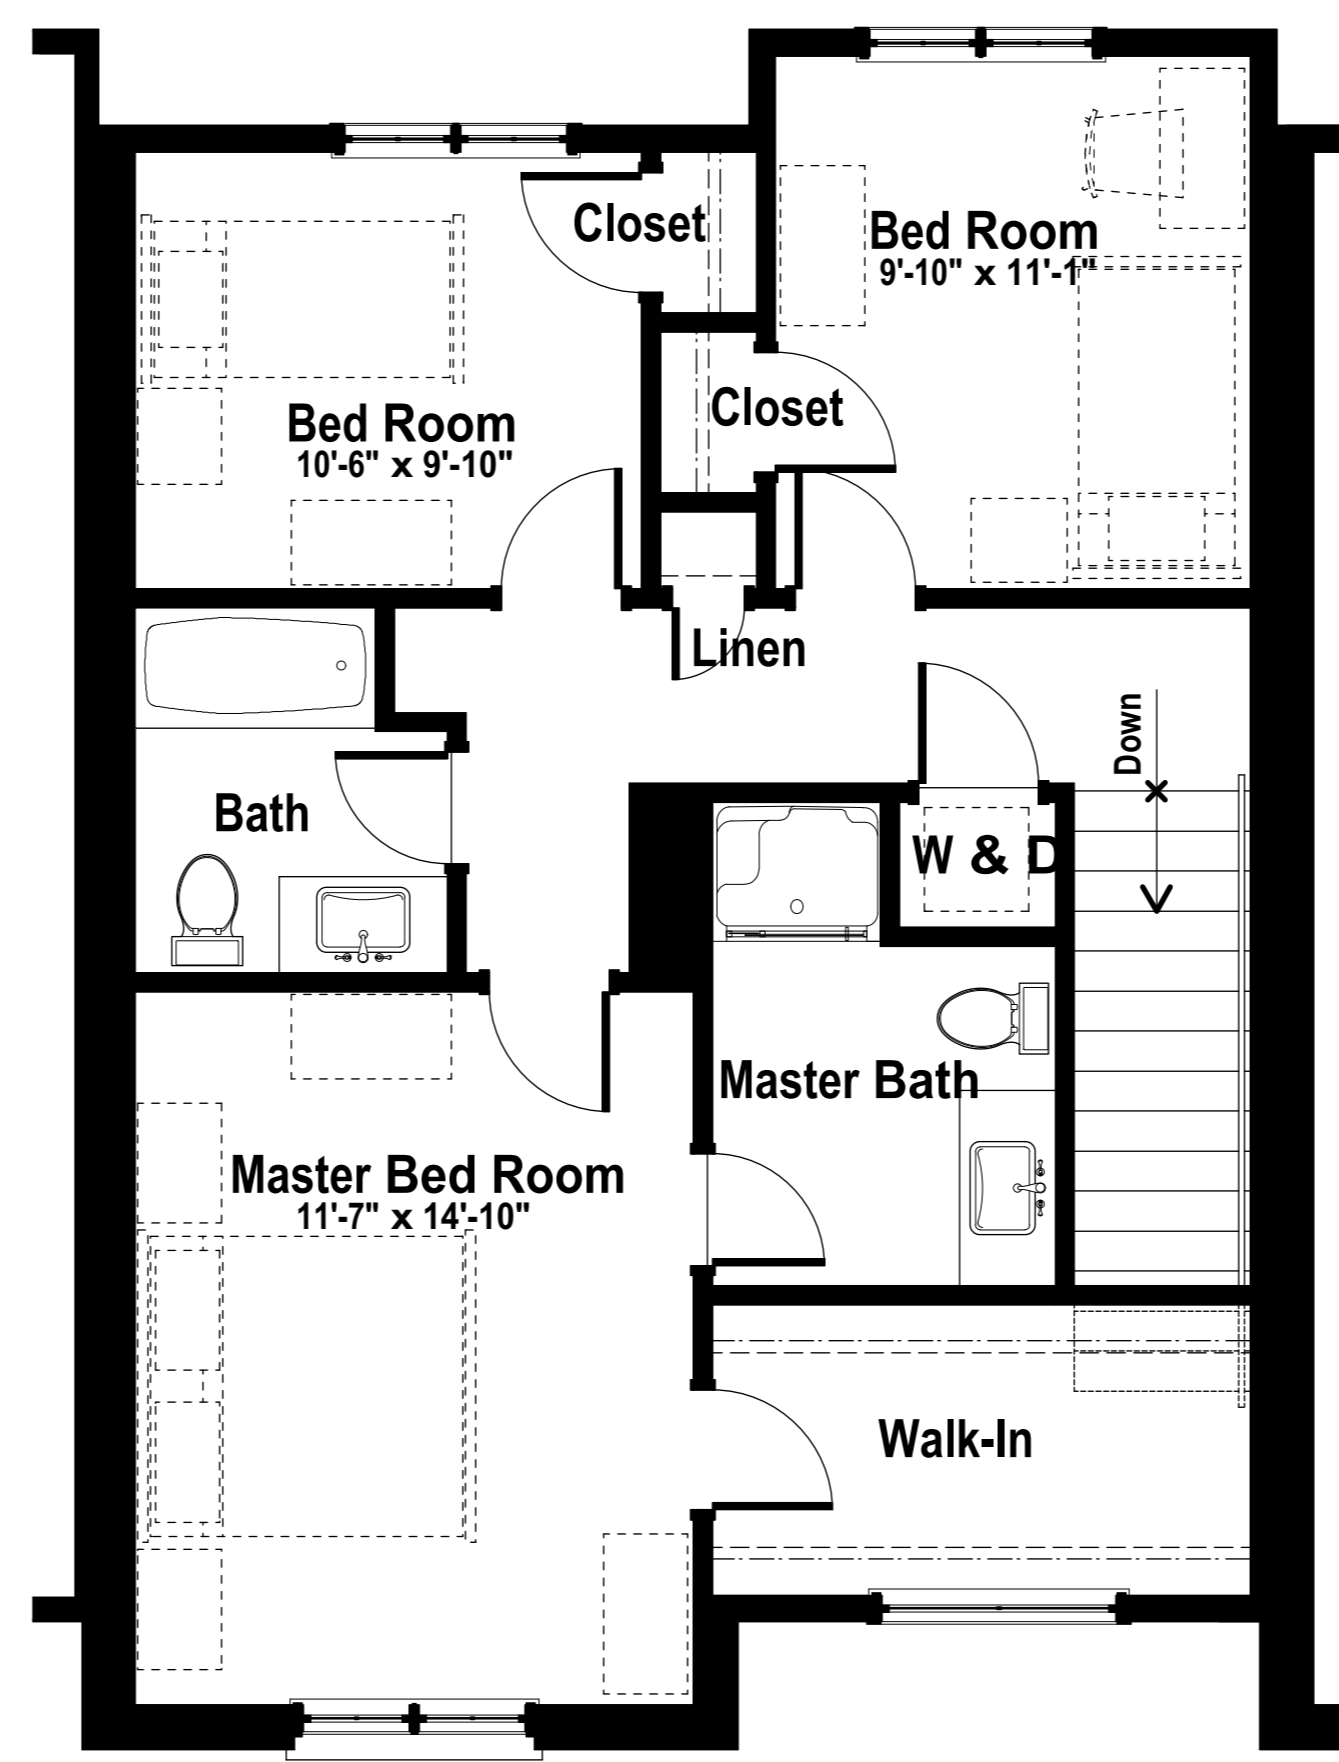 Closet
Bed Room
9'-10" x 11'-1"
Closet
Bed Room
10'-6" x 9'-10"
Linen
Down
Bath
W & D
Master Bath
Master Bed Room
11'-7" x 14'-10"
Walk-In